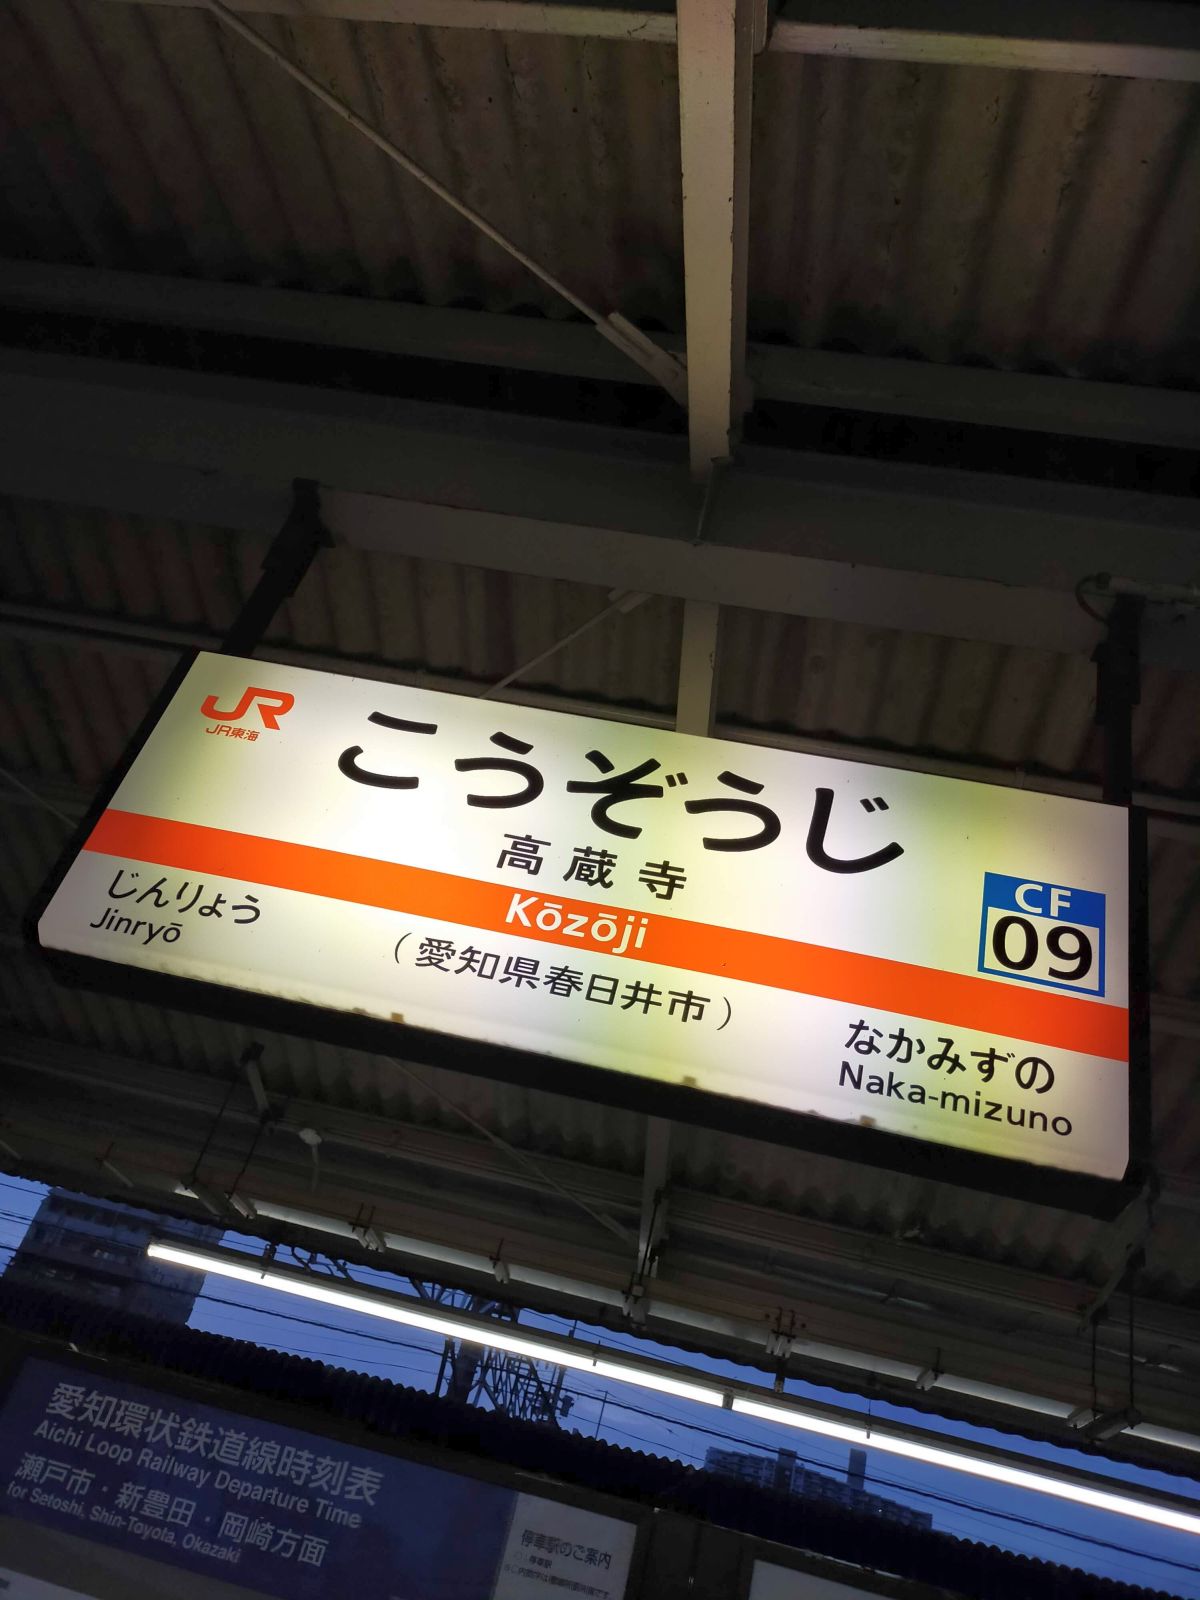 JR
JR東海
こうぞうじ
高蔵寺
Kōzōji
CF
09
じんりょう
Jinryō
(愛知県春日井市)
なかみずの
Naka-mizuno
愛知環状鉄道線時刻表
Aichi Loop Railway Departure Time
瀬戸市・新豊田・岡崎方面
for Setoshi, Shin-Toyota, Okazaki
停車駅のご案内